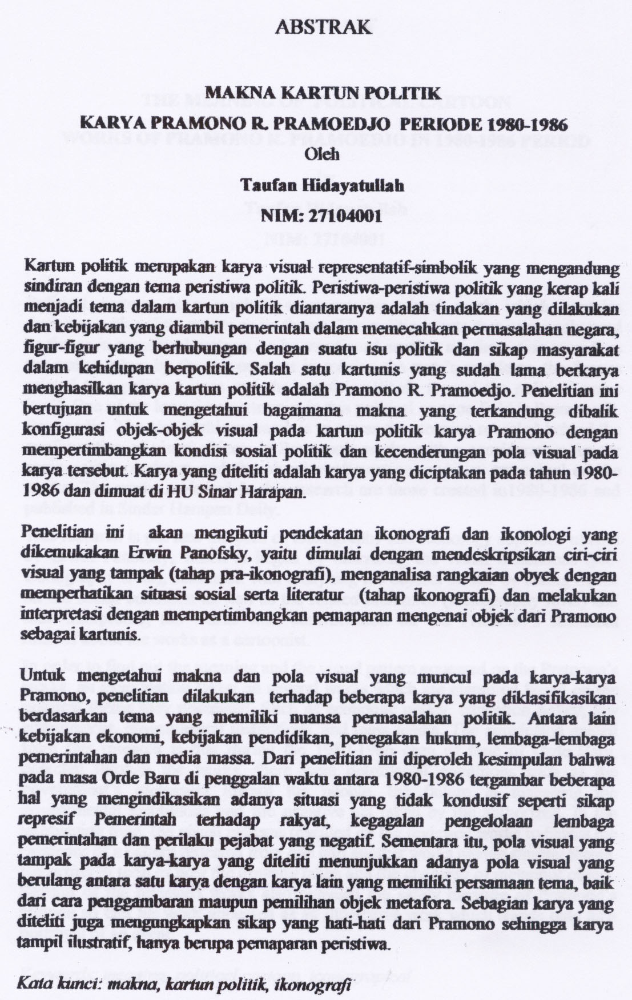 ABSTRAK
MAKNA KARTUN POLITIK
KARYA PRAMONO R. PRAMOEDJO PERIODE 1980-1986
Oleh
Taufan Hidayatullah
NIM: 27104001
Kartun politik merupakan karya visual representatif-simbolik yang mengandung
sindiran dengan tema peristiwa politik. Peristiwa-peristiwa politik yang kerap kali
menjadi tema dalam kartun politik diantaranya adalah tindakan yang dilakukan
dan kebijakan yang diambil pemerintah dalam memecahkan permasalahan negara,
figur-figur yang berhubungan dengan suatu isu politik dan sikap masyarakat
dalam kehidupan berpolitik. Salah satu kartunis yang sudah lama berkarya
menghasilkan karya kartun politik adalah Pramono R. Pramoedjo. Penelitian ini
bertujuan untuk mengetahui bagaimana makna yang terkandung dibalik
konfigurasi objek-objek visual pada kartun politik karya Pramono dengan
mempertimbangkan kondisi sosial politik dan kecenderungan pola visual pada
karya tersebut. Karya yang diteliti adalah karya yang diciptakan pada tahun 1980-
1986 dan dimuat di HU Sinar Harapan.
Penelitian ini akan mengikuti pendekatan ikonografi dan ikonologi yang
dikemukakan Erwin Panofsky, yaitu dimulai dengan mendeskripsikan ciri-ciri
visual yang tampak (tahap pra-ikonografi), menganalisa rangkaian obyek dengan
memperhatikan situasi sosial serta literatur (tahap ikonografi) dan melakukan
interpretasi dengan mempertimbangkan pemaparan mengenai objek dari Pramono
sebagai kartunis.
Untuk mengetahui makna dan pola visual yang muncul pada karya-karya
Pramono, penelitian dilakukan terhadap beberapa karya yang diklasifikasikan
berdasarkan tema yang memiliki nuansa permasalahan politik. Antara lain
kebijakan ekonomi, kebijakan pendidikan, penegakan hukum, lembaga-lembaga
pemerintahan dan media massa. Dari penelitian ini diperoleh kesimpulan bahwa
pada masa Orde Baru di penggalan waktu antara 1980-1986 tergambar beberapa
hal yang mengindikasikan adanya situasi yang tidak kondusif seperti sikap
represif Pemerintah terhadap rakyat, kegagalan pengelolaan lembaga
pemerintahan dan perilaku pejabat yang negatif. Sementara itu, pola visual yang
tampak pada karya-karya yang diteliti menunjukkan adanya pola visual yang
berulang antara satu karya dengan karya lain yang memiliki persamaan tema, baik
dari cara penggambaran maupun pemilihan objek metafora. Sebagian karya yang
diteliti juga mengungkapkan sikap yang hati-hati dari Pramono sehingga karya
tampil ilustratif, hanya berupa pemaparan peristiwa.
Kata kunci: makna, kartun politik, ikonografi